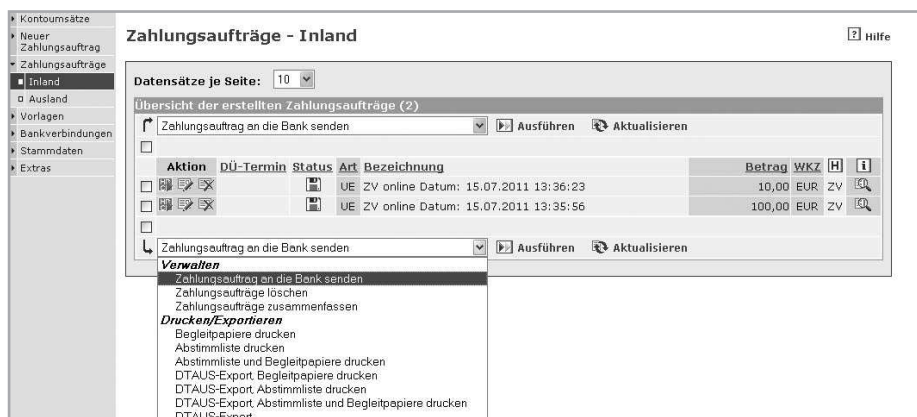 Kontoumsätze
Neuer
Zahlungsauftrag
Zahlungsaufträge
Inland
Ausland
Vorlagen
Bankverbindungen
Stammdaten
Extras
Zahlungsaufträge - Inland
? Hilfe
Datensätze je Seite: 10
Übersicht der erstellten Zahlungsaufträge (2)
Zahlungsauftrag an die Bank senden Ausführen Aktualisieren
Aktion DÜ-Termin Status Art Bezeichnung Betrag WKZ H i
UE ZV online Datum: 15.07.2011 13:36:23 10,00 EUR ZV
UE ZV online Datum: 15.07.2011 13:35:56 100,00 EUR ZV
Zahlungsauftrag an die Bank senden Ausführen Aktualisieren
Verwalten
Zahlungsauftrag an die Bank senden
Zahlungsaufträge löschen
Zahlungsaufträge zusammenfassen
Drucken/Exportieren
Begleitpapiere drucken
Abstimmliste drucken
Abstimmliste und Begleitpapiere drucken
DTAUS-Export, Begleitpapiere drucken
DTAUS-Export, Abstimmliste drucken
DTAUS-Export, Abstimmliste und Begleitpapiere drucken
DTAUS-Export